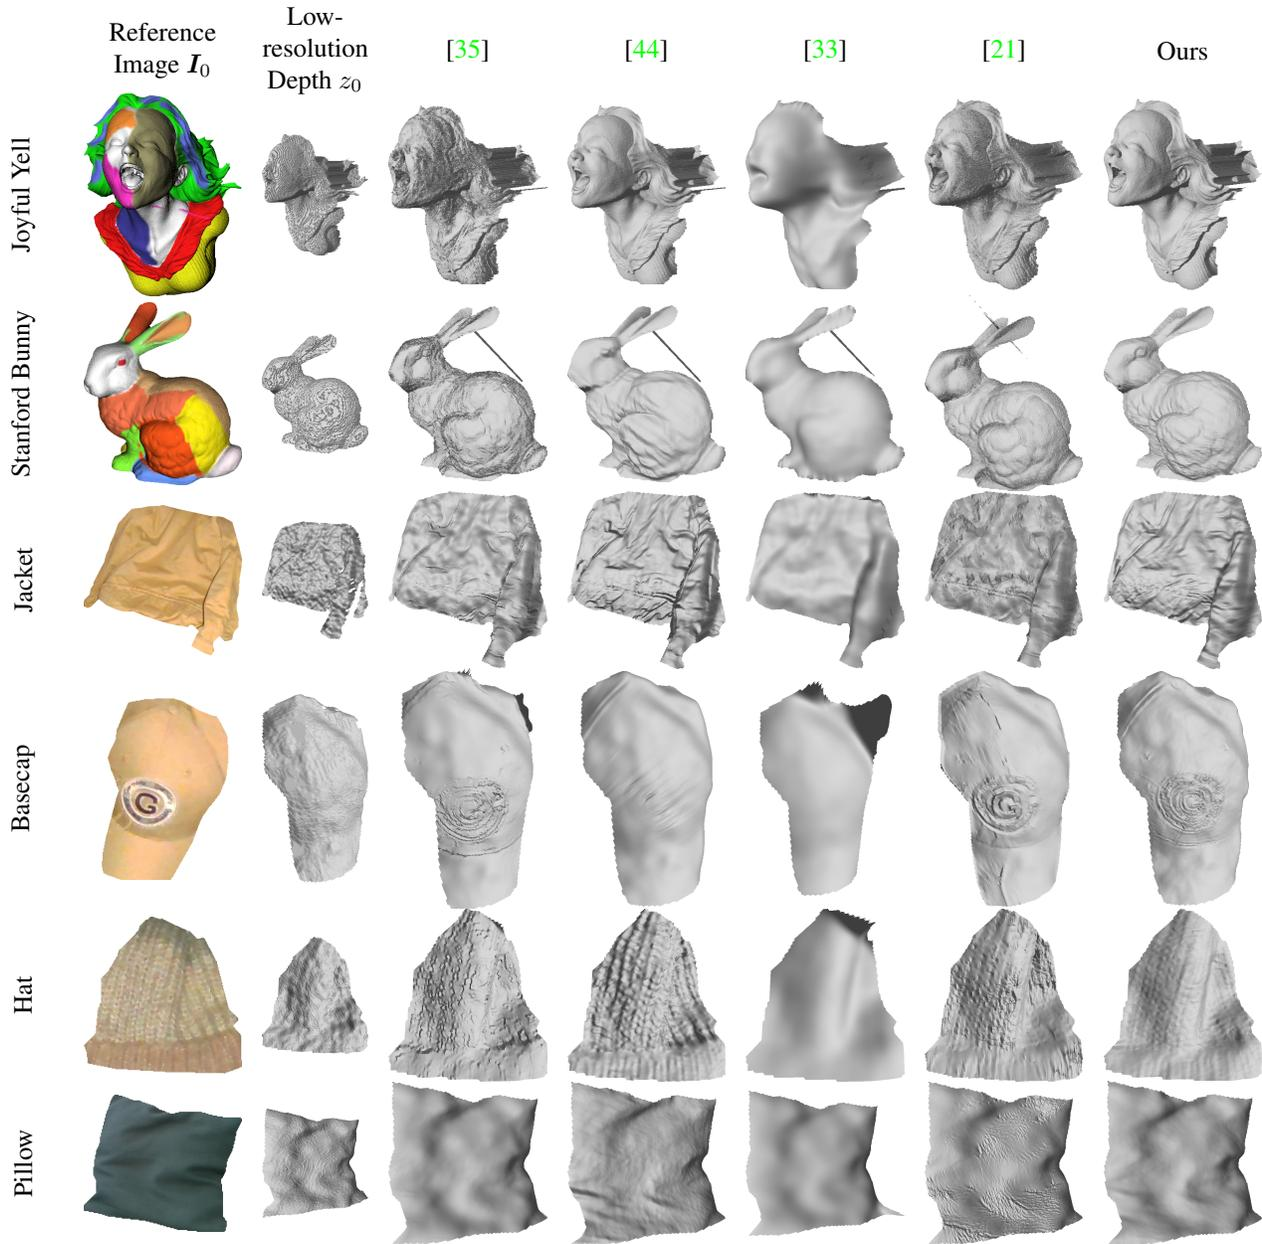 Reference
Image I₀
Low-
resolution
Depth z₀
[35]
[44]
[33]
[21]
Ours
Joyful Yell
Stanford Bunny
Jacket
Basecap
G
G
Hat
Pillow